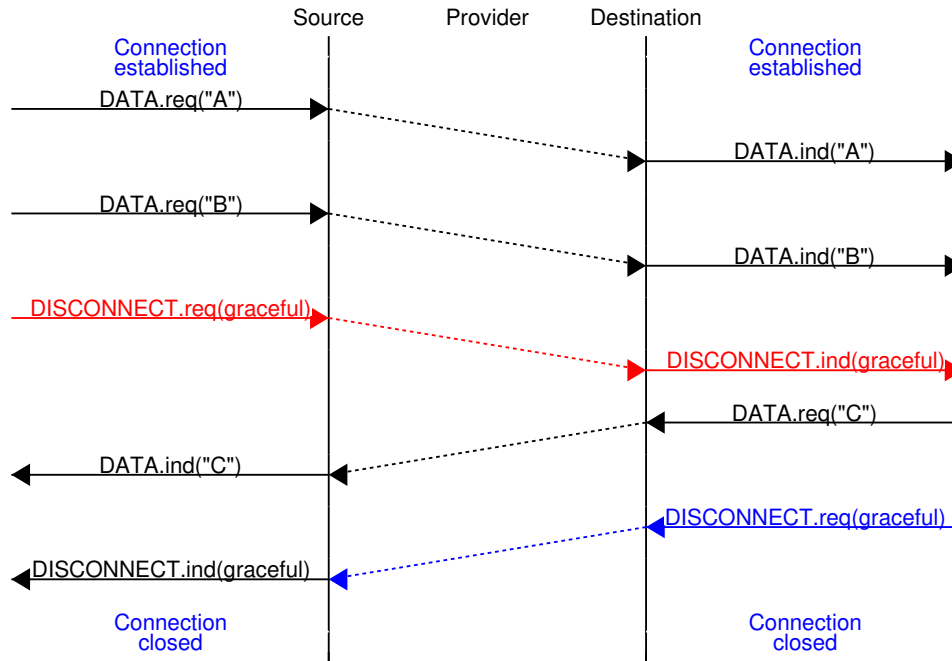 Source Provider Destination
Connection established
Connection established
DATA.req("A")
DATA.ind("A")
DATA.req("B")
DATA.ind("B")
DISCONNECT.req(graceful)
DISCONNECT.ind(graceful)
DATA.req("C")
DATA.ind("C")
DISCONNECT.req(graceful)
DISCONNECT.ind(graceful)
Connection closed
Connection closed